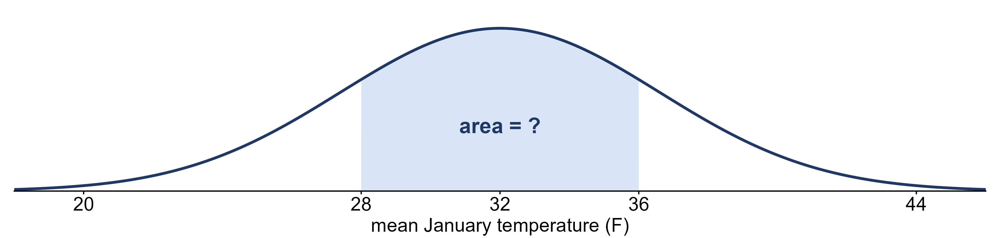 area = ?
20 28 32 36 44
mean January temperature (F)